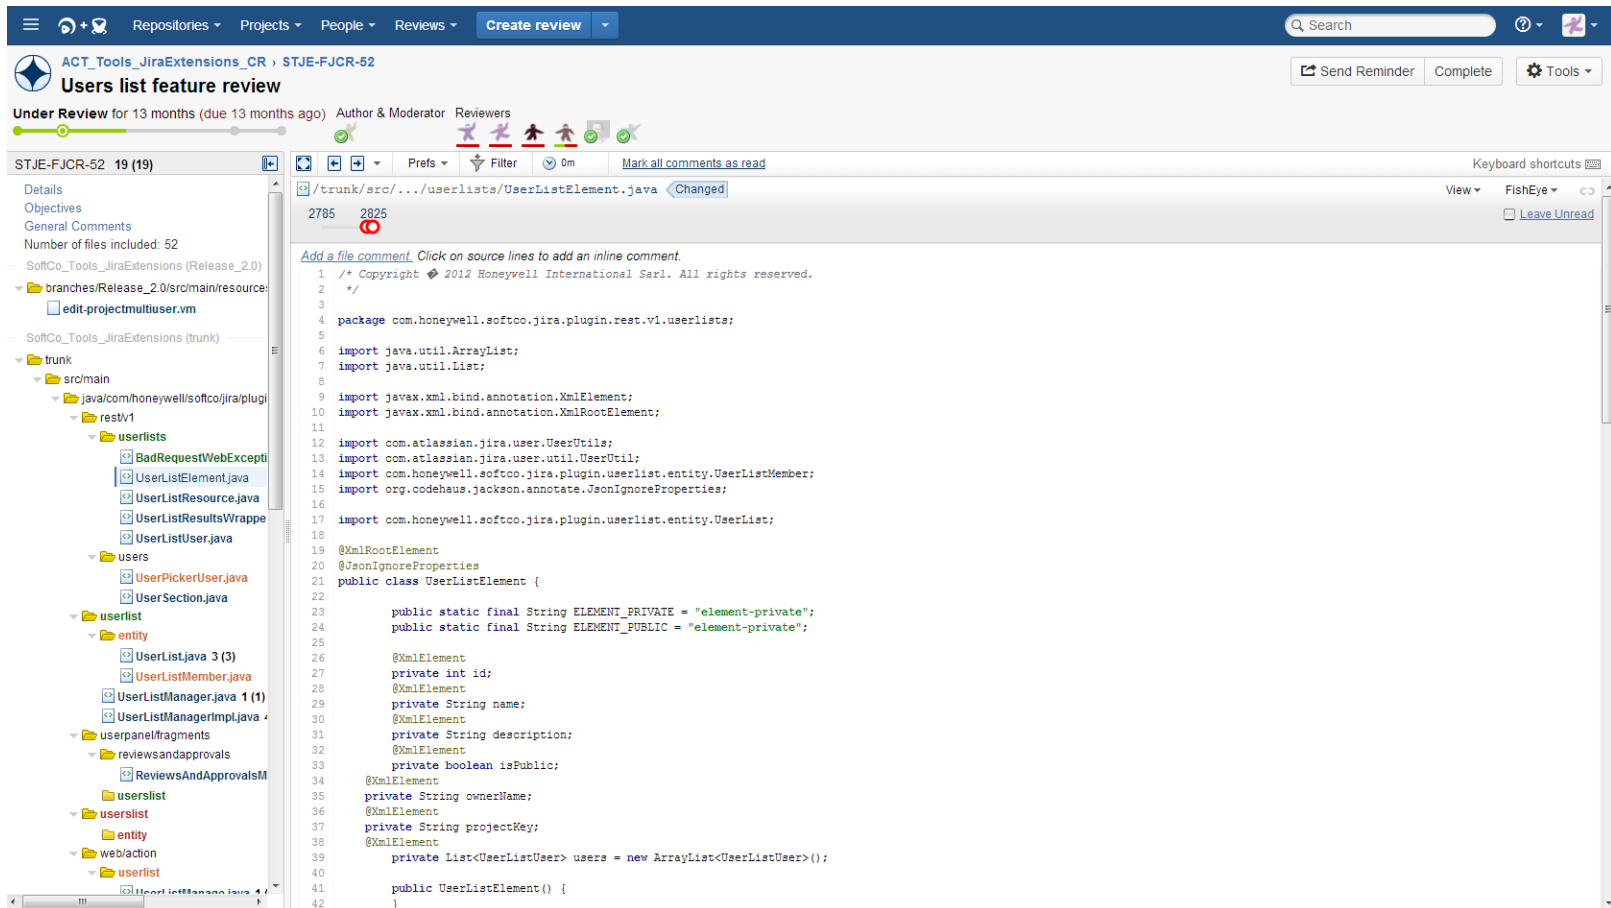 Repositories Projects People Reviews Create review Search
ACT_Tools_JiraExtensions_CR › STJE-FJCR-52
Users list feature review
Send Reminder Complete Tools
Under Review for 13 months (due 13 months ago) Author & Moderator Reviewers
STJE-FJCR-52 19 (19)
Prefs Filter 0m Mark all comments as read Keyboard shortcuts
Details
Objectives
General Comments
Number of files included: 52
SoftCo_Tools_JiraExtensions (Release_2.0)
branches/Release_2.0/src/main/resource
edit-projectmultiuser.vm
SoftCo_Tools_JiraExtensions (trunk)
trunk
src/main
java/com/honeywell/softco/jira/plugi
rest/v1
userlists
BadRequestWebExcepti
UserListElement.java
UserListResource.java
UserListResultsWrappe
UserListUser.java
users
UserPickerUser.java
UserSection.java
userlist
entity
UserList.java 3 (3)
UserListMember.java
UserListManager.java 1 (1)
UserListManagerImpl.java
userpanel/fragments
reviewsandapprovals
ReviewsAndApprovalsM
userslist
userslist
entity
web/action
userlist
UserListManage.java 1 (
/trunk/src/.../userlists/UserListElement.java Changed
View FishEye
2785 2825
Leave Unread
Add a file comment. Click on source lines to add an inline comment.
1 /* Copyright � 2012 Honeywell International Sarl. All rights reserved.
2 */
3
4 package com.honeywell.softco.jira.plugin.rest.v1.userlists;
5
6 import java.util.ArrayList;
7 import java.util.List;
8
9 import javax.xml.bind.annotation.XmlElement;
10 import javax.xml.bind.annotation.XmlRootElement;
11
12 import com.atlassian.jira.user.UserUtils;
13 import com.atlassian.jira.user.util.UserUtil;
14 import com.honeywell.softco.jira.plugin.userlist.entity.UserListMember;
15 import org.codehaus.jackson.annotate.JsonIgnoreProperties;
16
17 import com.honeywell.softco.jira.plugin.userlist.entity.UserList;
18
19 @XmlRootElement
20 @JsonIgnoreProperties
21 public class UserListElement {
22
23 public static final String ELEMENT_PRIVATE = "element-private";
24 public static final String ELEMENT_PUBLIC = "element-private";
25
26 @XmlElement
27 private int id;
28 @XmlElement
29 private String name;
30 @XmlElement
31 private String description;
32 @XmlElement
33 private boolean isPublic;
34 @XmlElement
35 private String ownerName;
36 @XmlElement
37 private String projectKey;
38 @XmlElement
39 private List<UserListUser> users = new ArrayList<UserListUser>();
40
41 public UserListElement() {
42 }